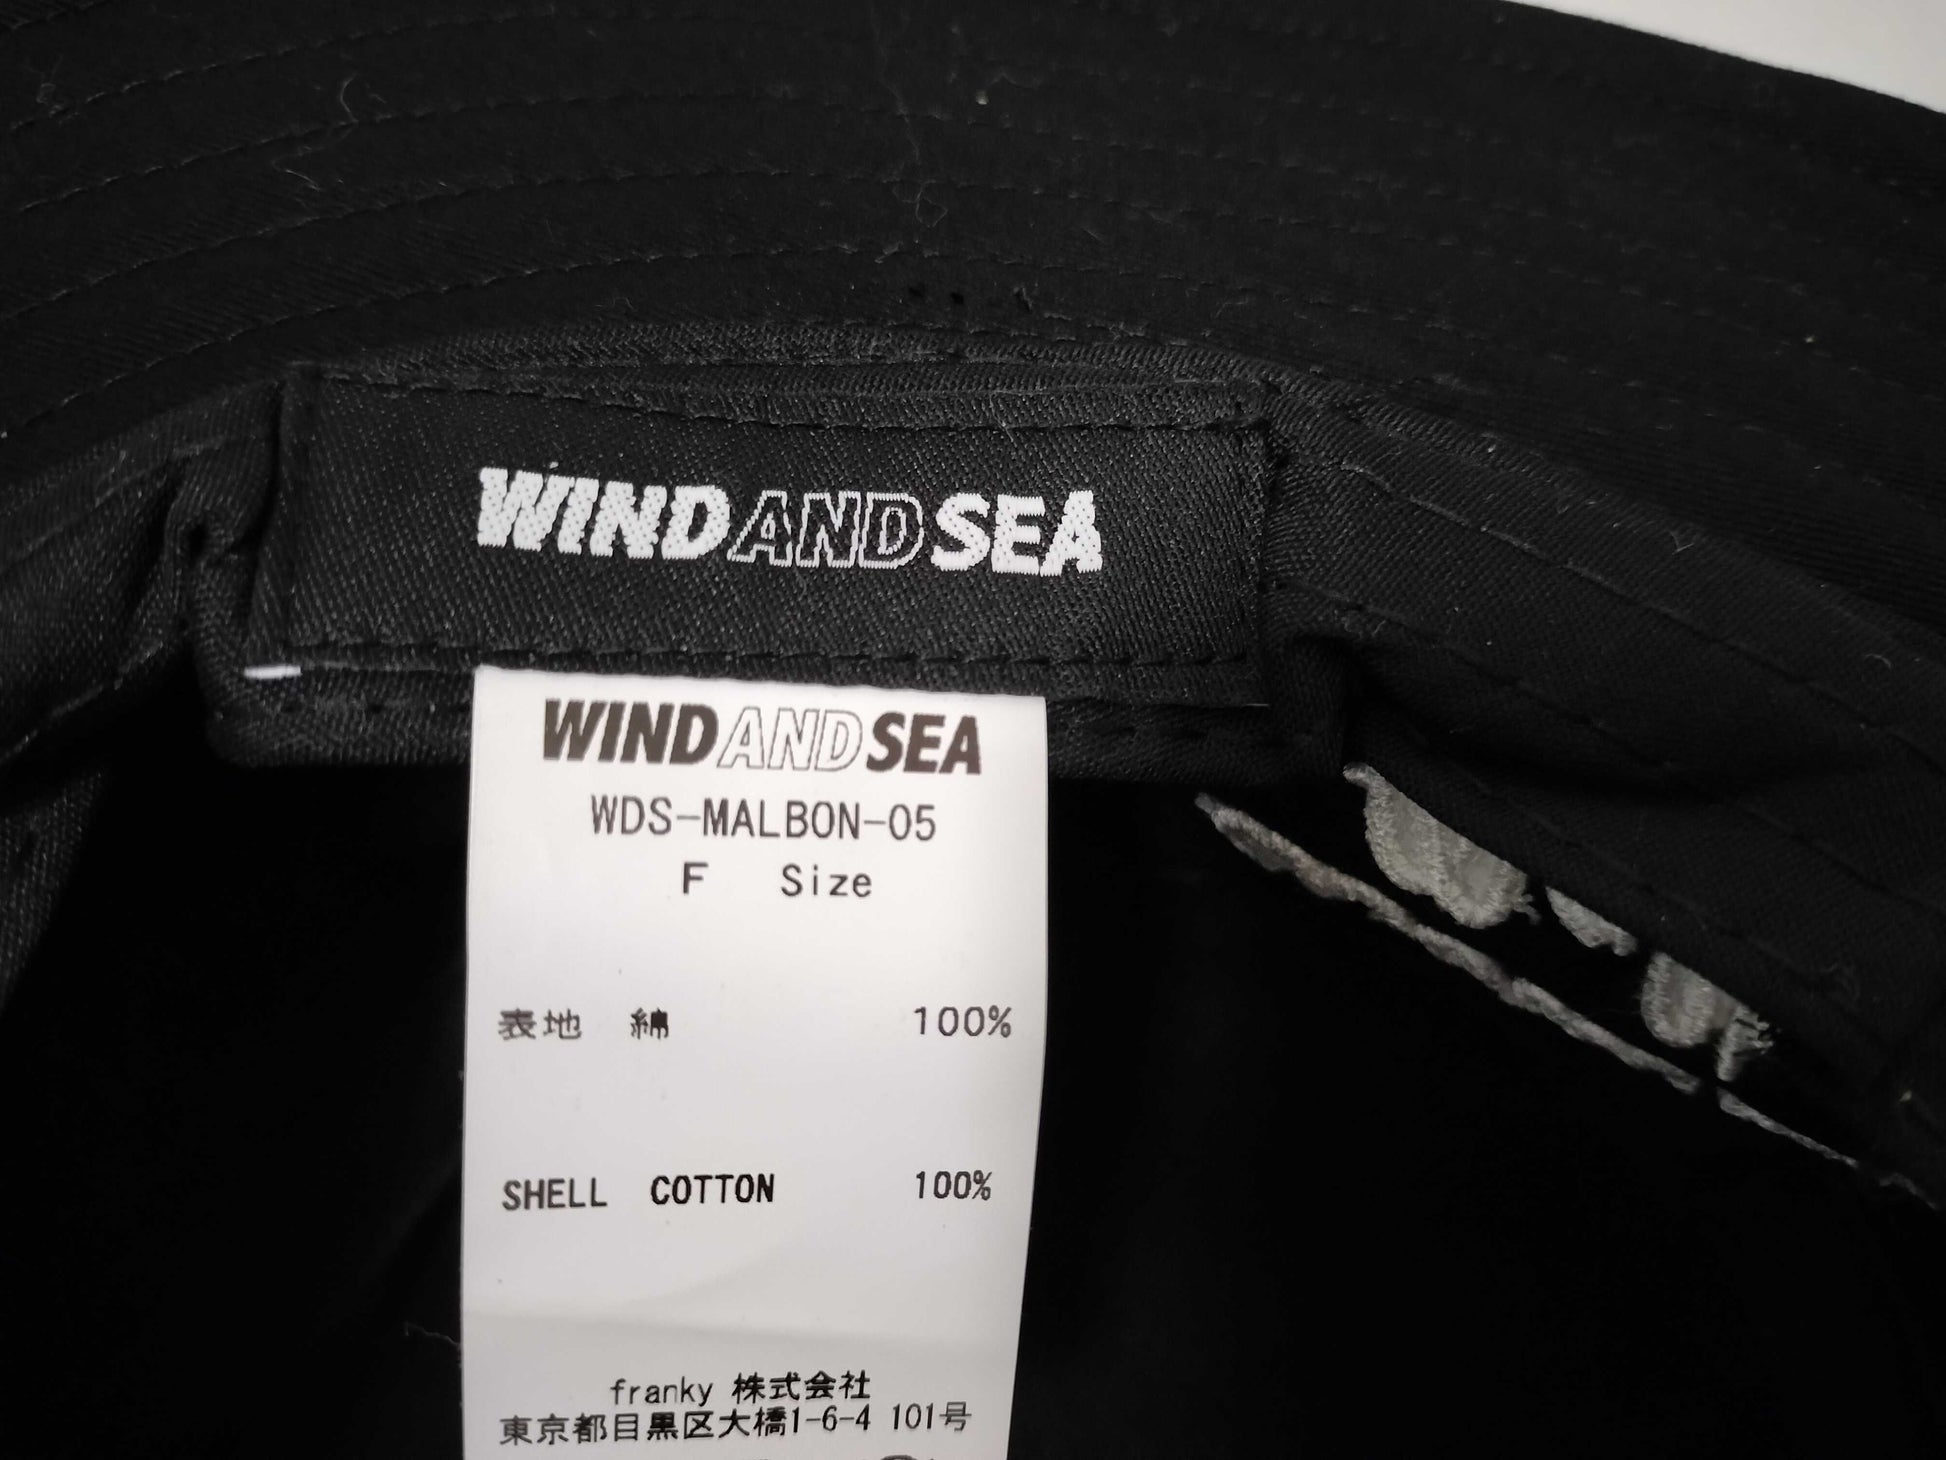 WINDANDSEA
WINDANDSEA
WDS-MALBON-05
F Size
表地 綿 100%
SHELL COTTON 100%
franky 株式会社
東京都目黒区大橋1-6-4 101号